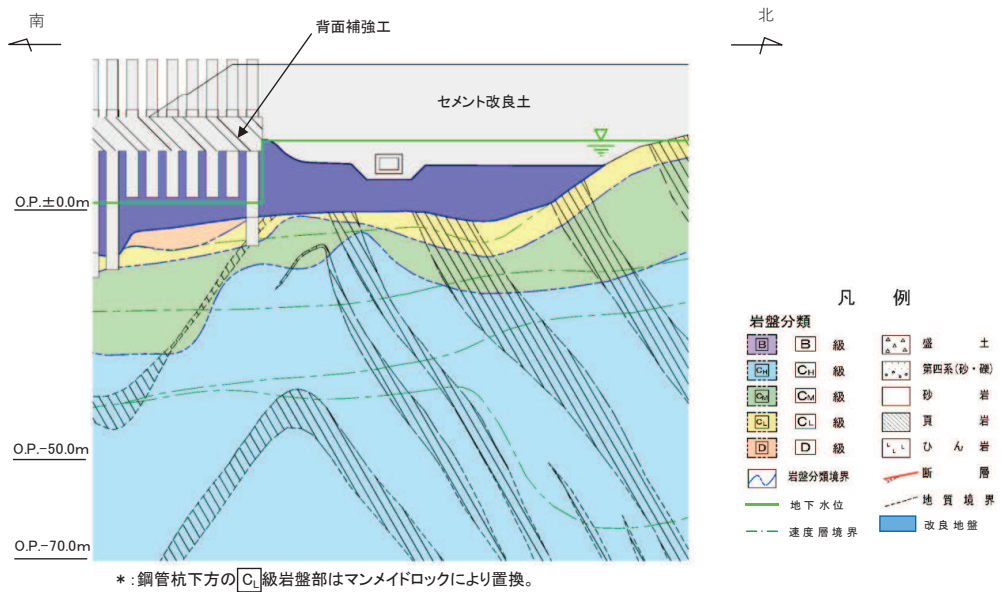 南
背面補強工
北
セメント改良土
O.P.±0.0m
O.P.-50.0m
O.P.-70.0m
*:鋼管杭下方のCL級岩盤部はマンメイドロックにより置換。
凡 例
岩盤分類
B B 級 盛 土
CH CH 級 第四系(砂・礫)
CM CM 級 砂 岩
CL CL 級 頁 岩
D D 級 ひ ん 岩
岩盤分類境界 断 層
地下水位 地質境界
速度層境界 改良地盤